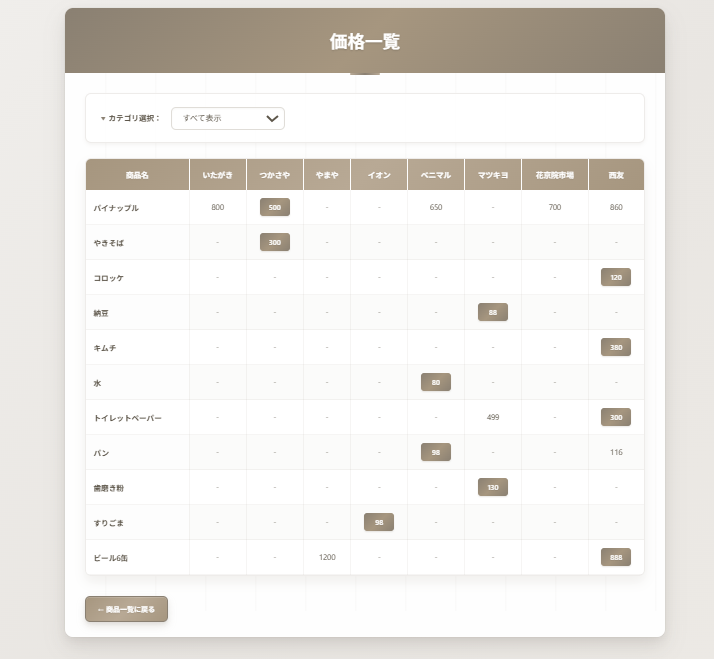 価格一覧
▼ カテゴリ選択： すべて表示
商品名 いたがき つかさや やまや イオン ベニマル マツキヨ 花京院市場 西友
パイナップル 800 500 - - 650 - 700 860
やきそば - 300 - - - - - -
コロッケ - - - - - - - 120
納豆 - - - - - 88 - -
キムチ - - - - - - - 380
水 - - - - 80 - - -
トイレットペーパー - - - - - 499 - 300
パン - - - - 98 - - 116
歯磨き粉 - - - - - 130 - -
すりごま - - - 98 - - - -
ビール6缶 - - 1200 - - - - 888
← 商品一覧に戻る